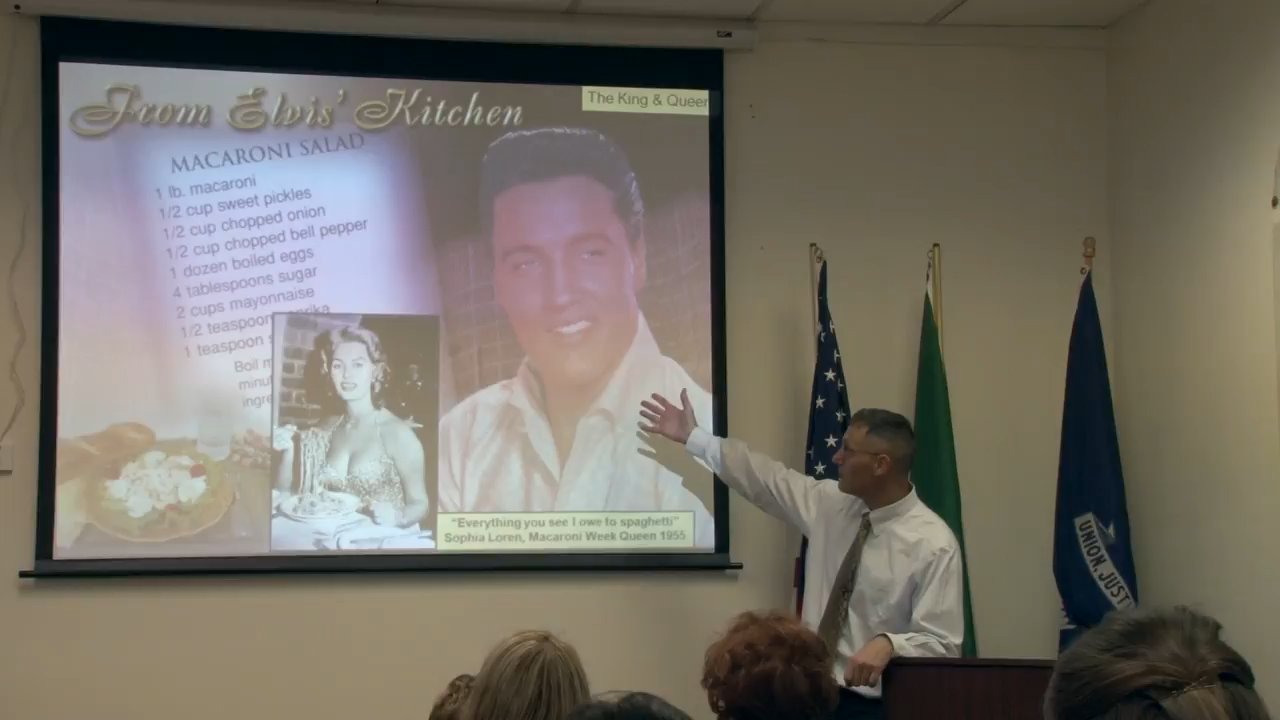 From Elvis' Kitchen
The King & Queen
MACARONI SALAD
1 lb. macaroni
1/2 cup sweet pickles
1/2 cup chopped onion
1/2 cup chopped bell pepper
1 dozen boiled eggs
4 tablespoons sugar
2 cups mayonnaise
1/2 teaspoon
1 teaspoon
Boil
"Everything you see I owe to spaghetti"
Sophia Loren, Macaroni Week Queen 1955
UNION, JUST